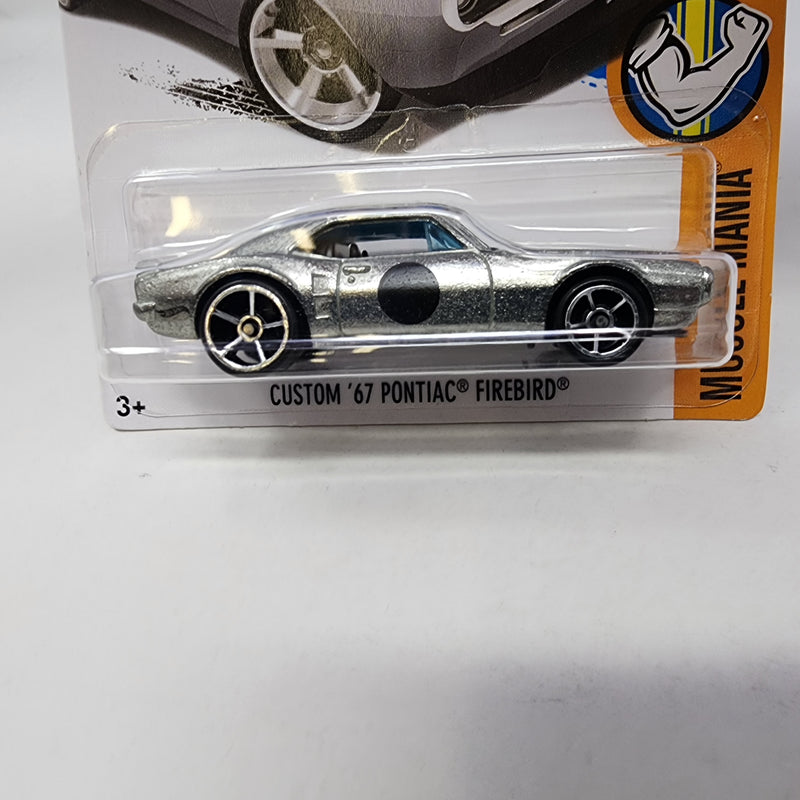 MUSCLE MANIA®
CUSTOM '67 PONTIAC® FIREBIRD®
3+